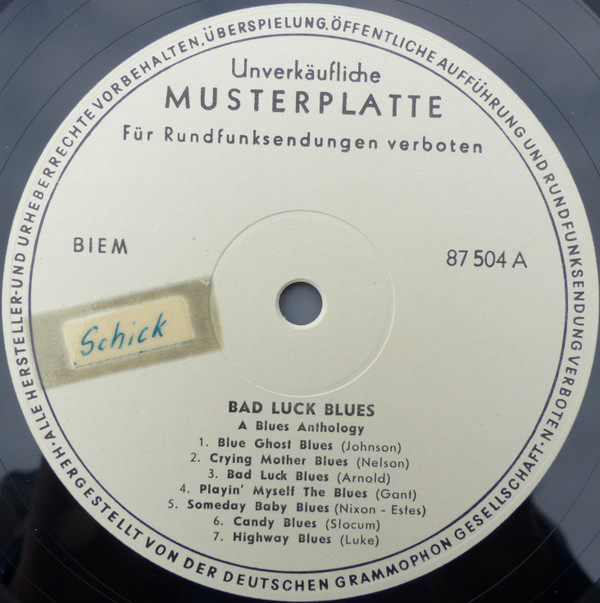 ·ALLE HERSTELLER-UND URHEBERRECHTE VORBEHALTEN, ÜBERSPIELUNG, ÖFFENTLICHE AUFFÜHRUNG UND RUNDFUNKSENDUNG VERBOTEN
·HERGESTELLT VON DER DEUTSCHEN GRAMMOPHON GESELLSCHAFT·
Unverkäufliche
MUSTERPLATTE
Für Rundfunksendungen verboten
BIEM
87 504 A
Schick
BAD LUCK BLUES
A Blues Anthology
1. Blue Ghost Blues (Johnson)
2. Crying Mother Blues (Nelson)
3. Bad Luck Blues (Arnold)
4. Playin' Myself The Blues (Gant)
5. Someday Baby Blues (Nixon - Estes)
6. Candy Blues (Slocum)
7. Highway Blues (Luke)